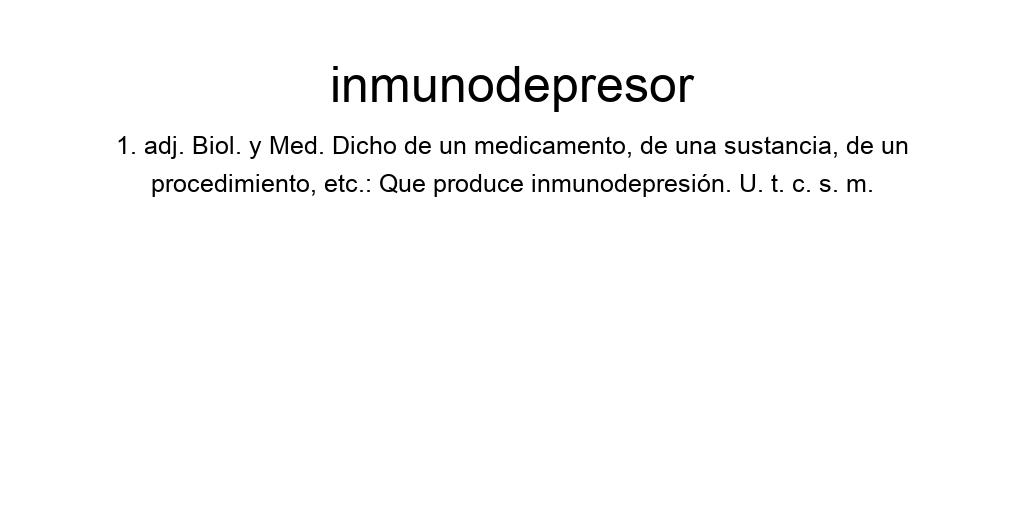 inmunodepresor
1. adj. Biol. y Med. Dicho de un medicamento, de una sustancia, de un
procedimiento, etc.: Que produce inmunodepresión. U. t. c. s. m.